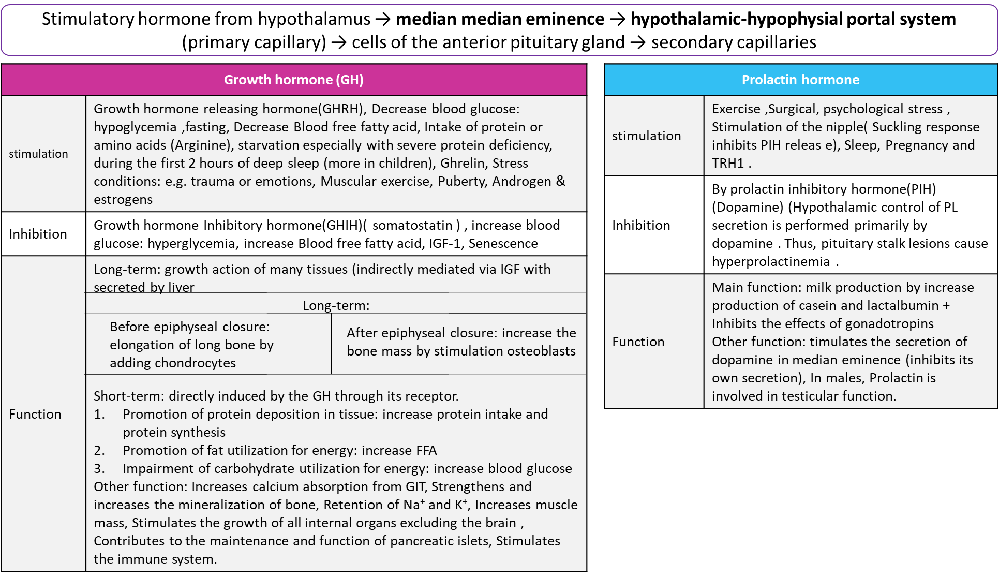 Stimulatory hormone from hypothalamus → median median eminence → hypothalamic-hypophysial portal system
(primary capillary) → cells of the anterior pituitary gland → secondary capillaries
Growth hormone (GH)
stimulation
Growth hormone releasing hormone(GHRH), Decrease blood glucose:
hypoglycemia ,fasting, Decrease Blood free fatty acid, Intake of protein or
amino acids (Arginine), starvation especially with severe protein deficiency,
during the first 2 hours of deep sleep (more in children), Ghrelin, Stress
conditions: e.g. trauma or emotions, Muscular exercise, Puberty, Androgen &
estrogens
Inhibition
Growth hormone Inhibitory hormone(GHIH)( somatostatin ) , increase blood
glucose: hyperglycemia, increase Blood free fatty acid, IGF-1, Senescence
Function
Long-term: growth action of many tissues (indirectly mediated via IGF with
secreted by liver
Long-term:
Before epiphyseal closure:
elongation of long bone by
adding chondrocytes
After epiphyseal closure: increase the
bone mass by stimulation osteoblasts
Short-term: directly induced by the GH through its receptor.
1. Promotion of protein deposition in tissue: increase protein intake and
protein synthesis
2. Promotion of fat utilization for energy: increase FFA
3. Impairment of carbohydrate utilization for energy: increase blood glucose
Other function: Increases calcium absorption from GIT, Strengthens and
increases the mineralization of bone, Retention of Na⁺ and K⁺, Increases muscle
mass, Stimulates the growth of all internal organs excluding the brain ,
Contributes to the maintenance and function of pancreatic islets, Stimulates
the immune system.
Prolactin hormone
stimulation
Exercise ,Surgical, psychological stress ,
Stimulation of the nipple( Suckling response
inhibits PIH releas e), Sleep, Pregnancy and
TRH1 .
Inhibition
By prolactin inhibitory hormone(PIH)
(Dopamine) (Hypothalamic control of PL
secretion is performed primarily by
dopamine . Thus, pituitary stalk lesions cause
hyperprolactinemia .
Function
Main function: milk production by increase
production of casein and lactalbumin +
Inhibits the effects of gonadotropins
Other function: timulates the secretion of
dopamine in median eminence (inhibits its
own secretion), In males, Prolactin is
involved in testicular function.